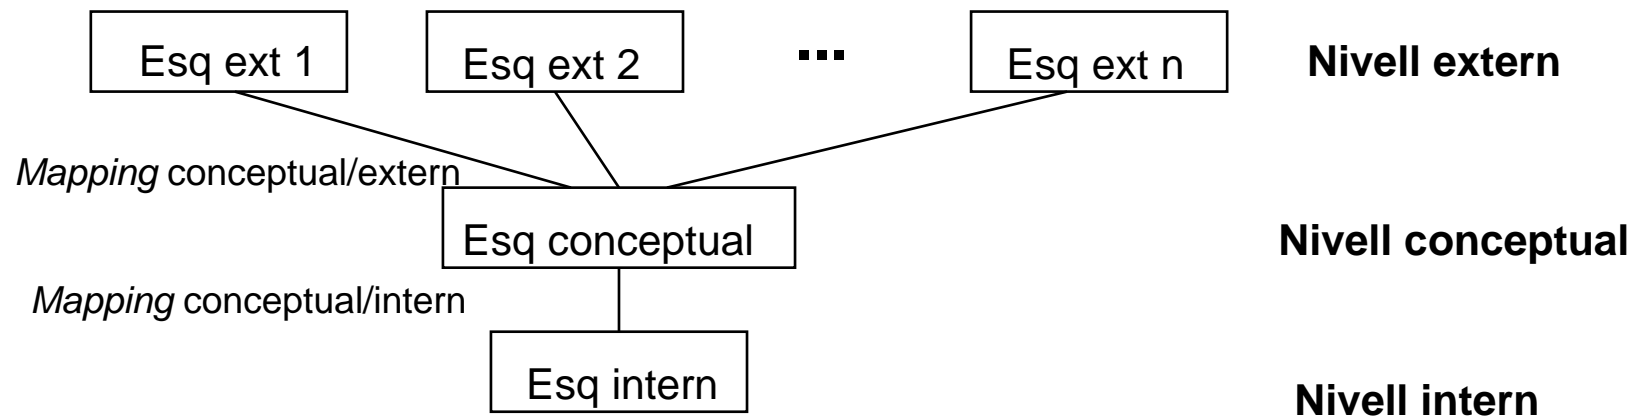 Esq ext 1
Esq ext 2
...
Esq ext n
Nivell extern
Mapping conceptual/extern
Esq conceptual
Nivell conceptual
Mapping conceptual/intern
Esq intern
Nivell intern